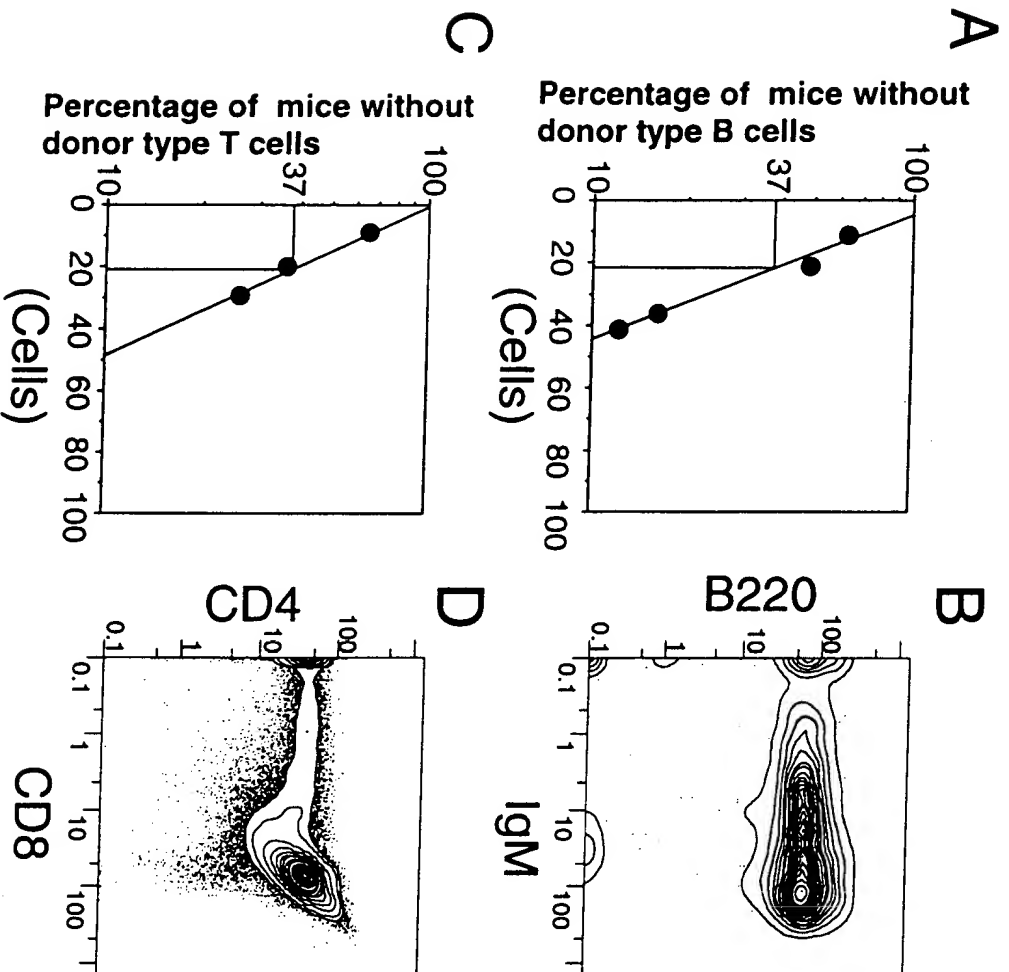 A
Percentage of mice without
donor type B cells
100
37
10
0 20 40 60 80 100
(Cells)
B
B220
100
10
1
0.1
0.1 1 10 100
IgM
C
Percentage of mice without
donor type T cells
100
37
10
0 20 40 60 80 100
(Cells)
D
CD4
100
10
1
0.1
0.1 1 10 100
CD8